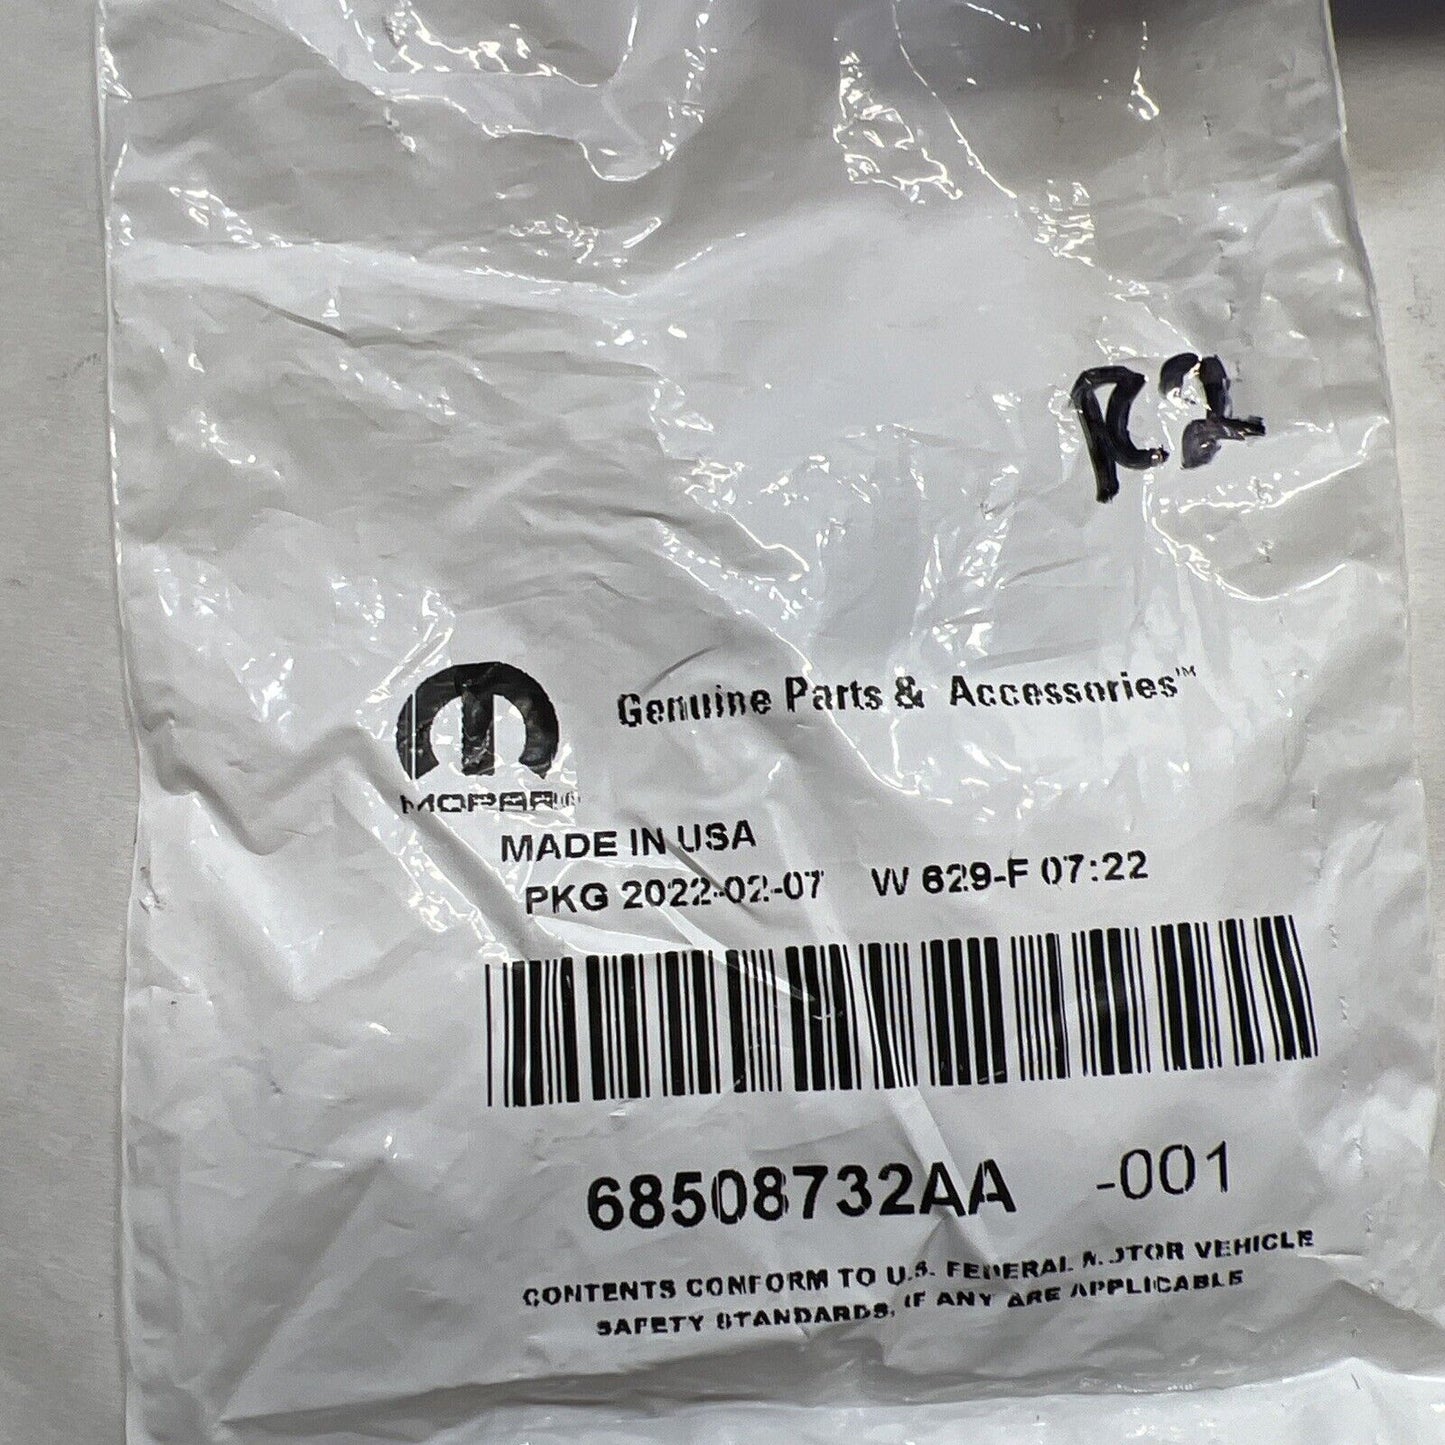 R2
Genuine Parts & Accessories™
MOPAR
MADE IN USA
PKG 2022-02-07 W 629-F 07:22
68508732AA -001
CONTENTS CONFORM TO U.S. FEDERAL MOTOR VEHICLE
SAFETY STANDARDS, IF ANY ARE APPLICABLE